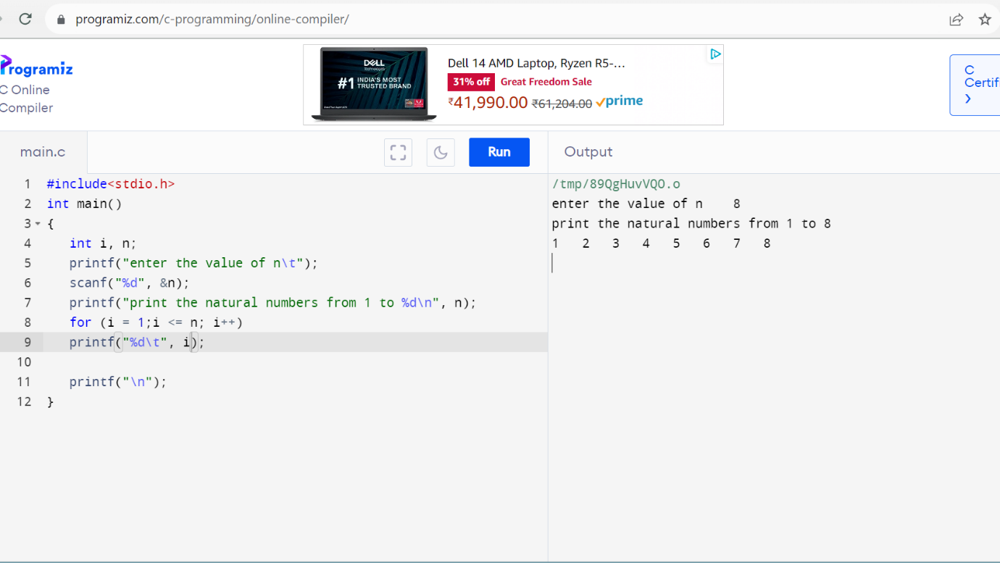 programiz.com/c-programming/online-compiler/
Programiz
C Online
Compiler
DELL
Technologies
#1 INDIA'S MOST
TRUSTED BRAND
Dell 14 AMD Laptop, Ryzen R5-...
31% off Great Freedom Sale
₹41,990.00 ₹61,204.00 prime
C
Certifi
main.c
Run
Output
1 #include<stdio.h>
2 int main()
3 {
4 int i, n;
5 printf("enter the value of n\t");
6 scanf("%d", &n);
7 printf("print the natural numbers from 1 to %d\n", n);
8 for (i = 1;i <= n; i++)
9 printf("%d\t", i);
10
11 printf("\n");
12 }
/tmp/89QgHuvVQO.o
enter the value of n 8
print the natural numbers from 1 to 8
1 2 3 4 5 6 7 8